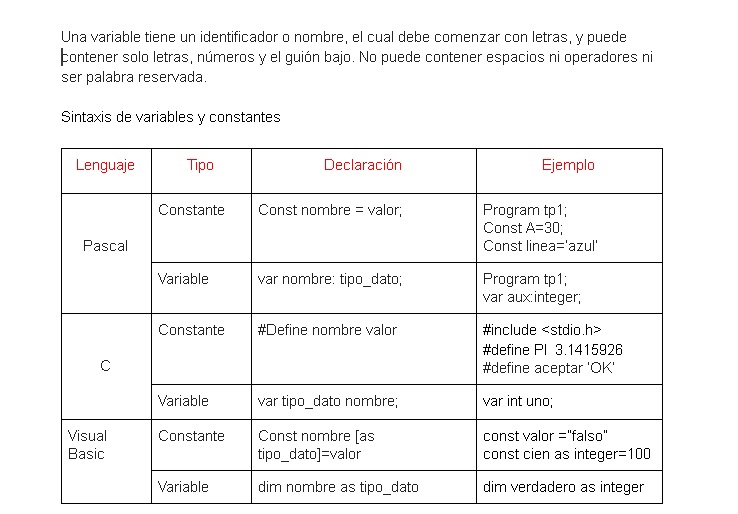 Una variable tiene un identificador o nombre, el cual debe comenzar con letras, y puede
contener solo letras, números y el guión bajo. No puede contener espacios ni operadores ni
ser palabra reservada.
Sintaxis de variables y constantes
Lenguaje Tipo Declaración Ejemplo
Pascal
Constante
Const nombre = valor;
Program tp1;
Const A=30;
Const linea='azul'
Variable
var nombre: tipo_dato;
Program tp1;
var aux:integer;
C
Constante
#Define nombre valor
#include <stdio.h>
#define PI 3.1415926
#define aceptar 'OK'
Variable
var tipo_dato nombre;
var int uno;
Visual
Basic
Constante
Const nombre [as
tipo_dato]=valor
const valor ="falso"
const cien as integer=100
Variable
dim nombre as tipo_dato
dim verdadero as integer